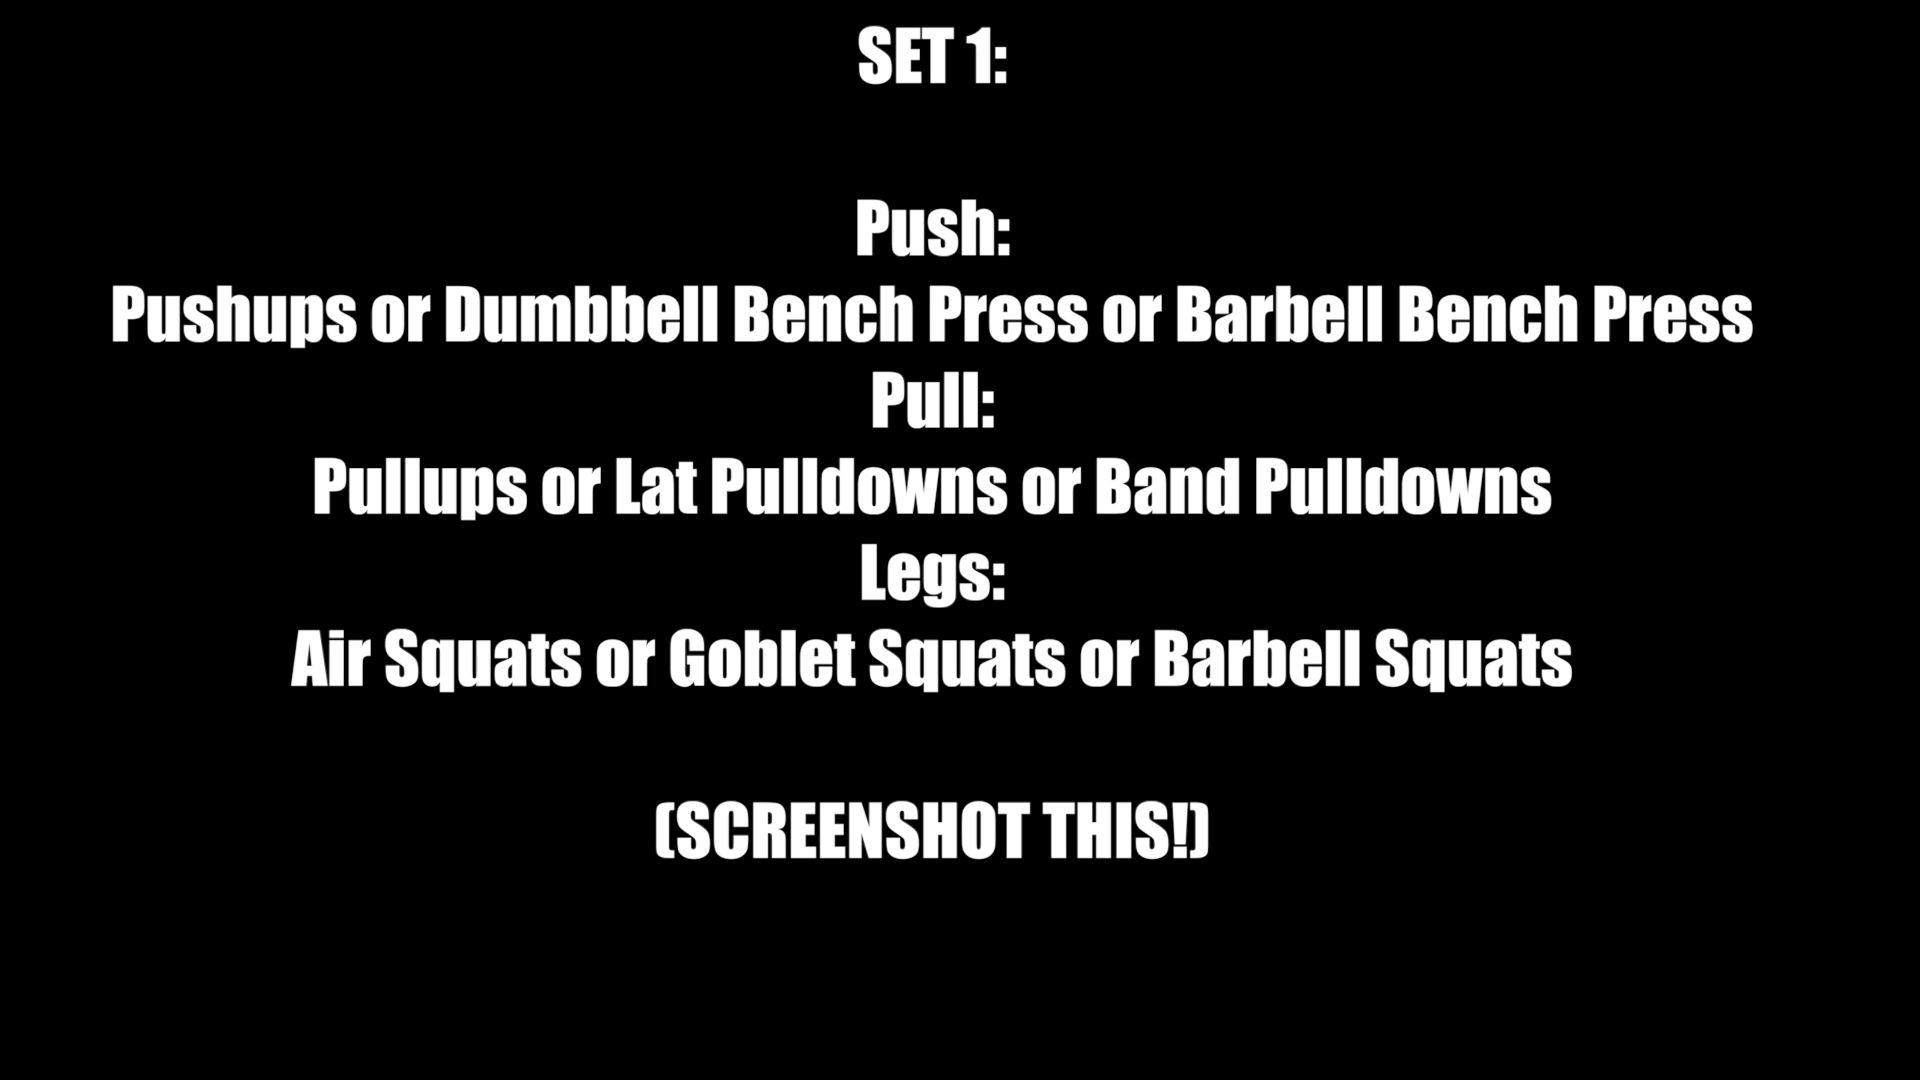 SET 1:
Push:
Pushups or Dumbbell Bench Press or Barbell Bench Press
Pull:
Pullups or Lat Pulldowns or Band Pulldowns
Legs:
Air Squats or Goblet Squats or Barbell Squats
(SCREENSHOT THIS!)